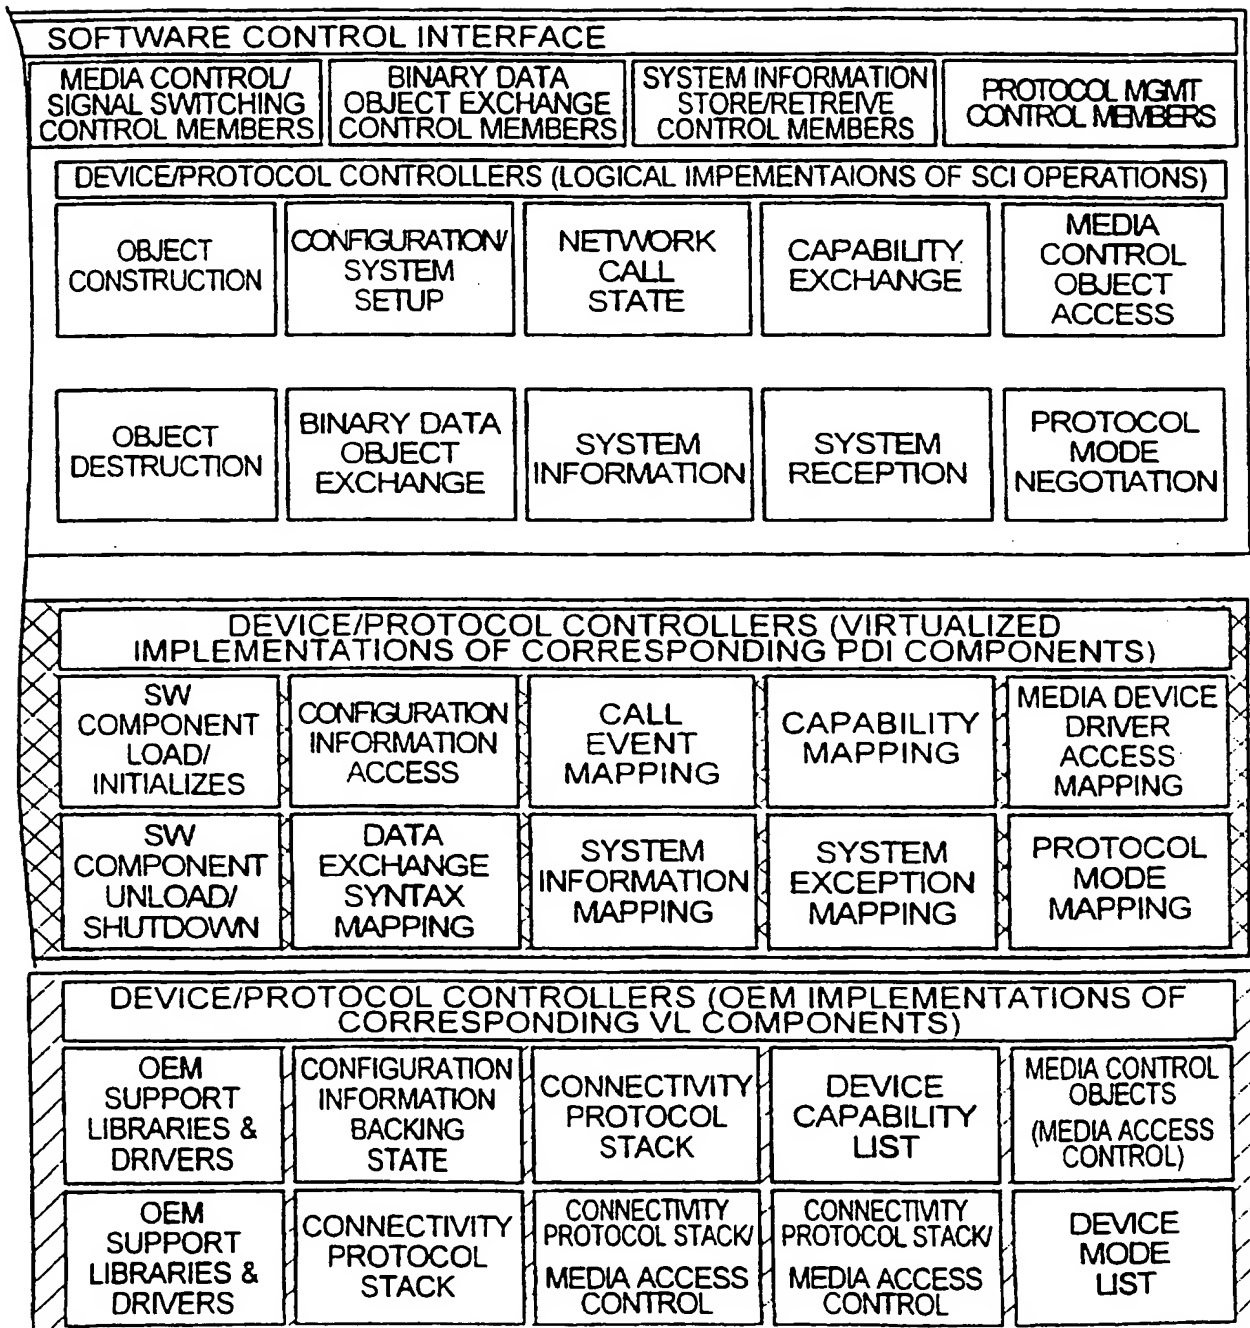 SOFTWARE CONTROL INTERFACE
MEDIA CONTROL/
SIGNAL SWITCHING
CONTROL MEMBERS
BINARY DATA
OBJECT EXCHANGE
CONTROL MEMBERS
SYSTEM INFORMATION
STORE/RETREIVE
CONTROL MEMBERS
PROTOCOL MGMT
CONTROL MEMBERS
DEVICE/PROTOCOL CONTROLLERS (LOGICAL IMPEMENTAIONS OF SCI OPERATIONS)
OBJECT
CONSTRUCTION
CONFIGURATION/
SYSTEM
SETUP
NETWORK
CALL
STATE
CAPABILITY
EXCHANGE
MEDIA
CONTROL
OBJECT
ACCESS
OBJECT
DESTRUCTION
BINARY DATA
OBJECT
EXCHANGE
SYSTEM
INFORMATION
SYSTEM
RECEPTION
PROTOCOL
MODE
NEGOTIATION
DEVICE/PROTOCOL CONTROLLERS (VIRTUALIZED
IMPLEMENTATIONS OF CORRESPONDING PDI COMPONENTS)
SW
COMPONENT
LOAD/
INITIALIZES
CONFIGURATION
INFORMATION
ACCESS
CALL
EVENT
MAPPING
CAPABILITY
MAPPING
MEDIA DEVICE
DRIVER
ACCESS
MAPPING
SW
COMPONENT
UNLOAD/
SHUTDOWN
DATA
EXCHANGE
SYNTAX
MAPPING
SYSTEM
INFORMATION
MAPPING
SYSTEM
EXCEPTION
MAPPING
PROTOCOL
MODE
MAPPING
DEVICE/PROTOCOL CONTROLLERS (OEM IMPLEMENTATIONS OF
CORRESPONDING VL COMPONENTS)
OEM
SUPPORT
LIBRARIES &
DRIVERS
CONFIGURATION
INFORMATION
BACKING
STATE
CONNECTIVITY
PROTOCOL
STACK
DEVICE
CAPABILITY
LIST
MEDIA CONTROL
OBJECTS
(MEDIA ACCESS
CONTROL)
OEM
SUPPORT
LIBRARIES &
DRIVERS
CONNECTIVITY
PROTOCOL
STACK
CONNECTIVITY
PROTOCOL STACK/
MEDIA ACCESS
CONTROL
CONNECTIVITY
PROTOCOL STACK/
MEDIA ACCESS
CONTROL
DEVICE
MODE
LIST